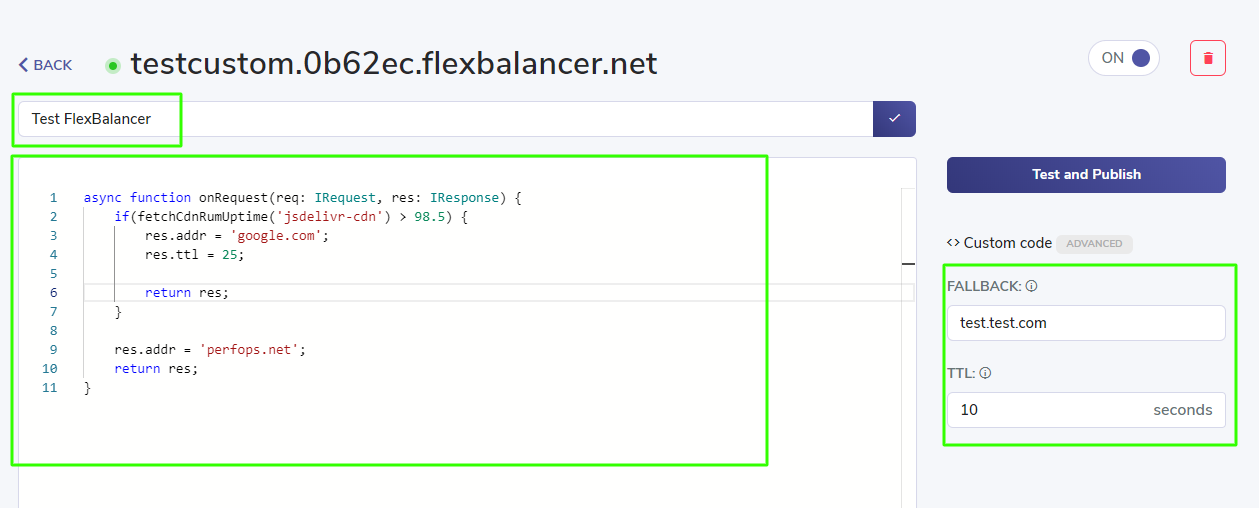 BACK
testcustom.0b62ec.flexbalancer.net
ON
Test FlexBalancer
1 async function onRequest(req: IRequest, res: IResponse) {
2 if(fetchCdnRumUptime('jsdelivr-cdn') > 98.5) {
3 res.addr = 'google.com';
4 res.ttl = 25;
5
6 return res;
7 }
8
9 res.addr = 'perfops.net';
10 return res;
11 }
Test and Publish
<> Custom code ADVANCED
FALLBACK:
test.test.com
TTL:
10 seconds